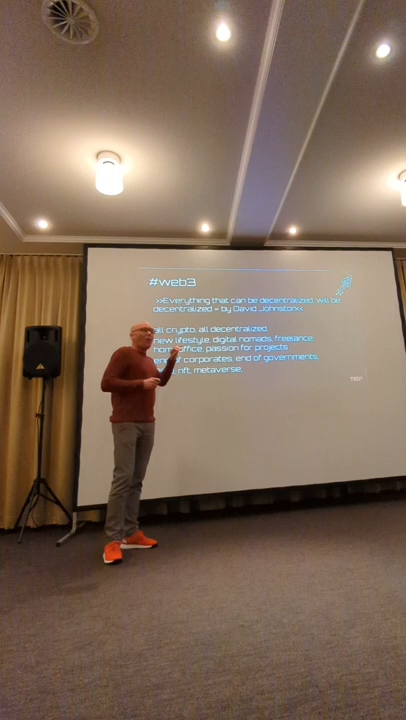 #web3
>>Everything that can be decentralized, will be
decentralized = by David Johnston<<
all crypto, all decentralized.
new lifestyle, digital nomads, freelance,
home office, passion for projects
end of corporates, end of governments,
nft, metaverse,